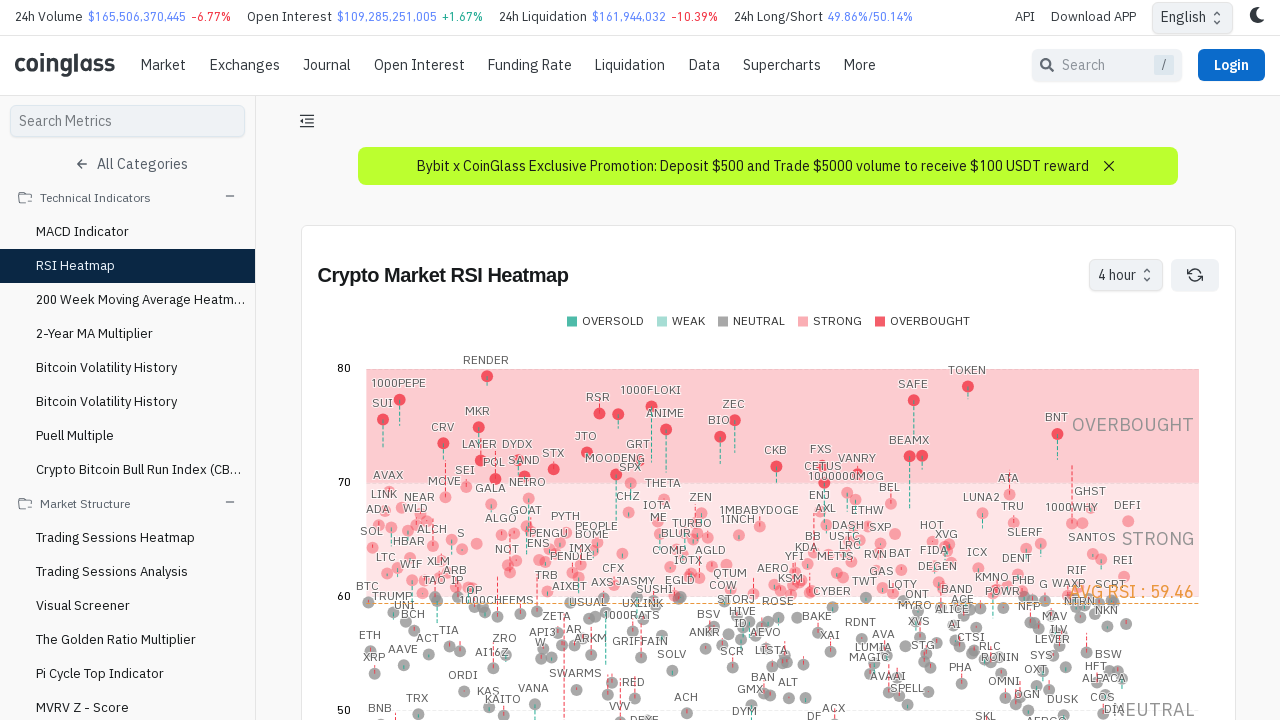 24h Volume $165,506,370,445 -6.77% Open Interest $109,285,251,005 +1.67% 24h Liquidation $161,944,032 -10.39% 24h Long/Short 49.86%/50.14% API Download APP English
coinglass Market Exchanges Journal Open Interest Funding Rate Liquidation Data Supercharts More Search / Login
Search Metrics
All Categories
Technical Indicators
MACD Indicator
RSI Heatmap
200 Week Moving Average Heatm...
2-Year MA Multiplier
Bitcoin Volatility History
Bitcoin Volatility History
Puell Multiple
Crypto Bitcoin Bull Run Index (CB...
Market Structure
Trading Sessions Heatmap
Trading Sessions Analysis
Visual Screener
The Golden Ratio Multiplier
Pi Cycle Top Indicator
MVRV Z - Score
Bybit x CoinGlass Exclusive Promotion: Deposit $500 and Trade $5000 volume to receive $100 USDT reward
Crypto Market RSI Heatmap
4 hour
OVERSOLD WEAK NEUTRAL STRONG OVERBOUGHT
RENDER
80 TOKEN
1000PEPE SAFE
1000FLOKI
SUI RSR ZEC
MKR ANIME
CRV BIO BNT OVERBOUGHT
JTO
LAYER DYDX GRT BEAMX
STX CKB FXS
POL SAND MOODENG VANRY
SEI SPX CETUS
AVAX 1000000MOG ATA
70 MOVE NEIRO THETA
GALA BEL GHST
LINK NEAR CHZ ZEN ENJ LUNA2
ADA WLD GOAT IOTA 1MBABYDOGE AXL ETHW TRU 1000WHY DEFI
ALGO PYTH ME 1INCH
SOL ALCH S PENGU PEOPLE TURBO DASH SXP HOT SLERF
HBAR ENS BOME BLUR BB USTC XVG SANTOS STRONG
NOT COMP AGLD KDA LRC FIDA ICX
LTC XLM PENDLE IOTX YFI METIS RVN BAT DENT REI
WIF ARB CFX AERO GAS DEGEN RIF
TAO IP TRB AXS JASMY EGLD QTUM KSM TWT KMNO PHB
BTC OP AIXBT SUSHI COW CYBER LQTY BAND POWR G WAXP SCRT AVG RSI : 59.46
60 TRUMP 1000CHEEMS USUAL UXLINK ROSE ONT AGE
UNI MYRO ALICE NFP NKN
BCH ZETA 1000RATS BSV HIVE BAKE XVS AI MAV
ETH ACT TIA ZRO API3 AR ARKM GRIFFAIN ANKR ID AEVO XAI RDNT AVA CTSI ILV LEVER
XRP AAVE AI16Z W SOLV SCR LISTA LUMIA STG RLC SYS BSW
MAGIC RONIN
ORDI SWARMS BAN PHA OXT HFT
KAS VANA RED GMX ALT AVAAI OMNI ALPACA
BNB TRX KAITO ACH SPELL OGN DUSK COS
50 VVV DYM ACX NEUTRAL
DF SKL